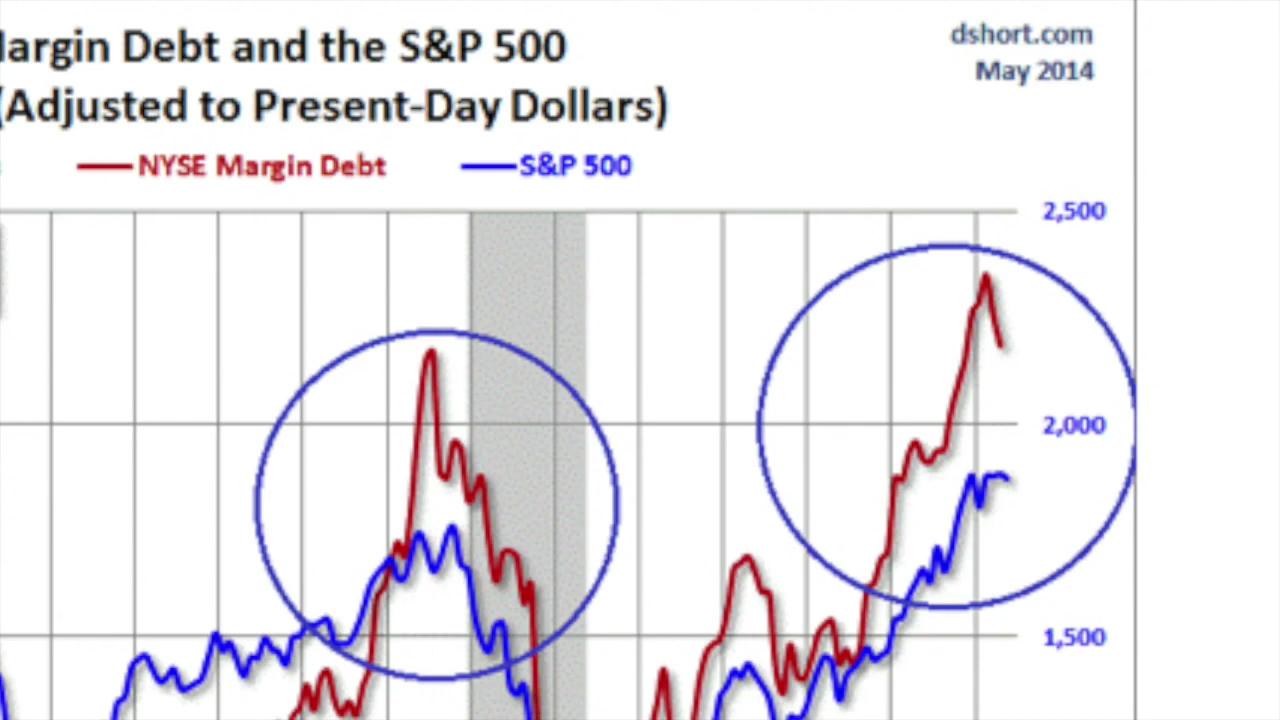 Margin Debt and the S&P 500
dshort.com
May 2014
(Adjusted to Present-Day Dollars)
NYSE Margin Debt
S&P 500
2,500
2,000
1,500